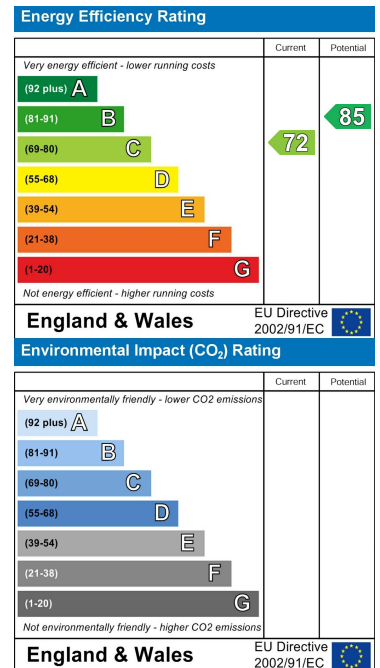 Energy Efficiency Rating
Current Potential
Very energy efficient - lower running costs
(92 plus) A
(81-91) B
85
(69-80) C
72
(55-68) D
(39-54) E
(21-38) F
(1-20) G
Not energy efficient - higher running costs
England & Wales
EU Directive
2002/91/EC
Environmental Impact (CO₂) Rating
Current Potential
Very environmentally friendly - lower CO2 emissions
(92 plus) A
(81-91) B
(69-80) C
(55-68) D
(39-54) E
(21-38) F
(1-20) G
Not environmentally friendly - higher CO2 emissions
England & Wales
EU Directive
2002/91/EC